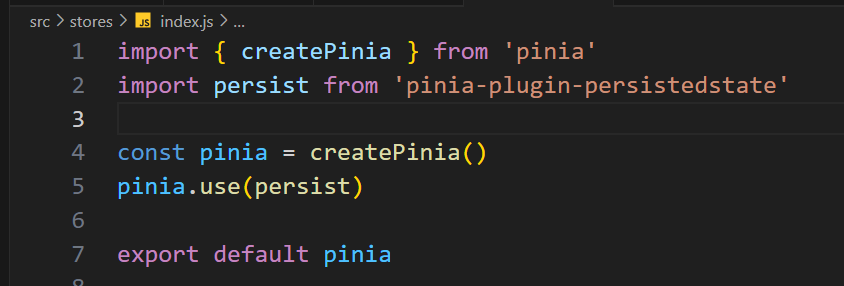 src > stores > JS index.js > ...
1 import { createPinia } from 'pinia'
2 import persist from 'pinia-plugin-persistedstate'
3
4 const pinia = createPinia()
5 pinia.use(persist)
6
7 export default pinia
8